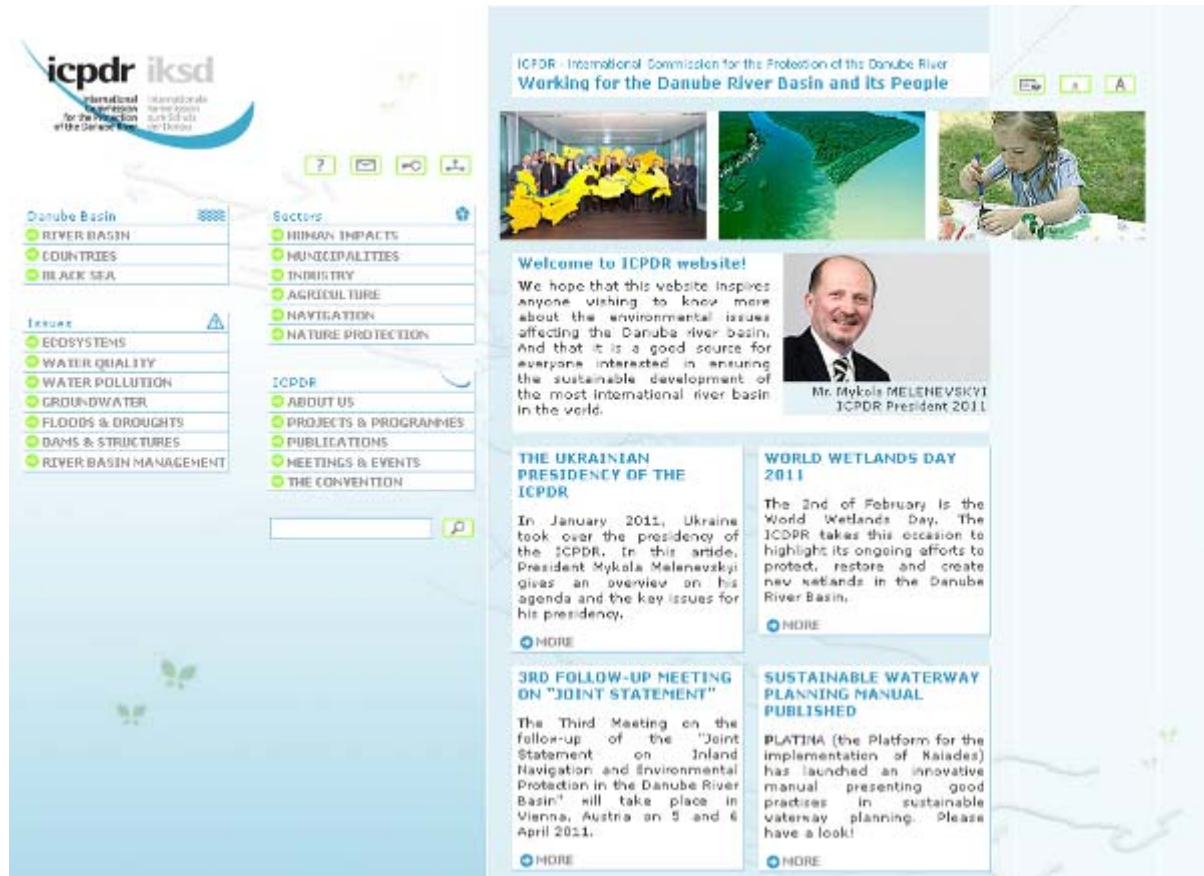 icpdr iksd
International Internationale
Commission Kommission
for the Protection zum Schutz
of the Danube River der Donau
?
Danube Basin
RIVER BASIN
COUNTRIES
BLACK SEA
Issues
ECOSYSTEMS
WATER QUALITY
WATER POLLUTION
GROUNDWATER
FLOODS & DROUGHTS
DAMS & STRUCTURES
RIVER BASIN MANAGEMENT
Sectors
HUMAN IMPACTS
MUNICIPALITIES
INDUSTRY
AGRICULTURE
NAVIGATION
NATURE PROTECTION
ICPDR
ABOUT US
PROJECTS & PROGRAMMES
PUBLICATIONS
MEETINGS & EVENTS
THE CONVENTION
ICPDR - International Commission for the Protection of the Danube River
Working for the Danube River Basin and its People
A A
Welcome to ICPDR website!
We hope that this website inspires
anyone wishing to know more
about the environmental issues
affecting the Danube river basin.
And that it is a good source for
everyone interested in ensuring
the sustainable development of
the most international river basin
in the world.
Mr. Mykola MELENEVSKYI
ICPDR President 2011
THE UKRAINIAN
PRESIDENCY OF THE
ICPDR
In January 2011, Ukraine
took over the presidency of
the ICPDR. In this article,
President Mykola Melenevskyi
gives an overview on his
agenda and the key issues for
his presidency.
MORE
WORLD WETLANDS DAY
2011
The 2nd of February is the
World Wetlands Day. The
ICDPR takes this occasion to
highlight its ongoing efforts to
protect, restore and create
new wetlands in the Danube
River Basin.
MORE
3RD FOLLOW-UP MEETING
ON "JOINT STATEMENT"
The Third Meeting on the
follow-up of the "Joint
Statement on Inland
Navigation and Environmental
Protection in the Danube River
Basin" will take place in
Vienna, Austria on 5 and 6
April 2011.
MORE
SUSTAINABLE WATERWAY
PLANNING MANUAL
PUBLISHED
PLATINA (the Platform for the
implementation of Naiades)
has launched an innovative
manual presenting good
practises in sustainable
waterway planning. Please
have a look!
MORE